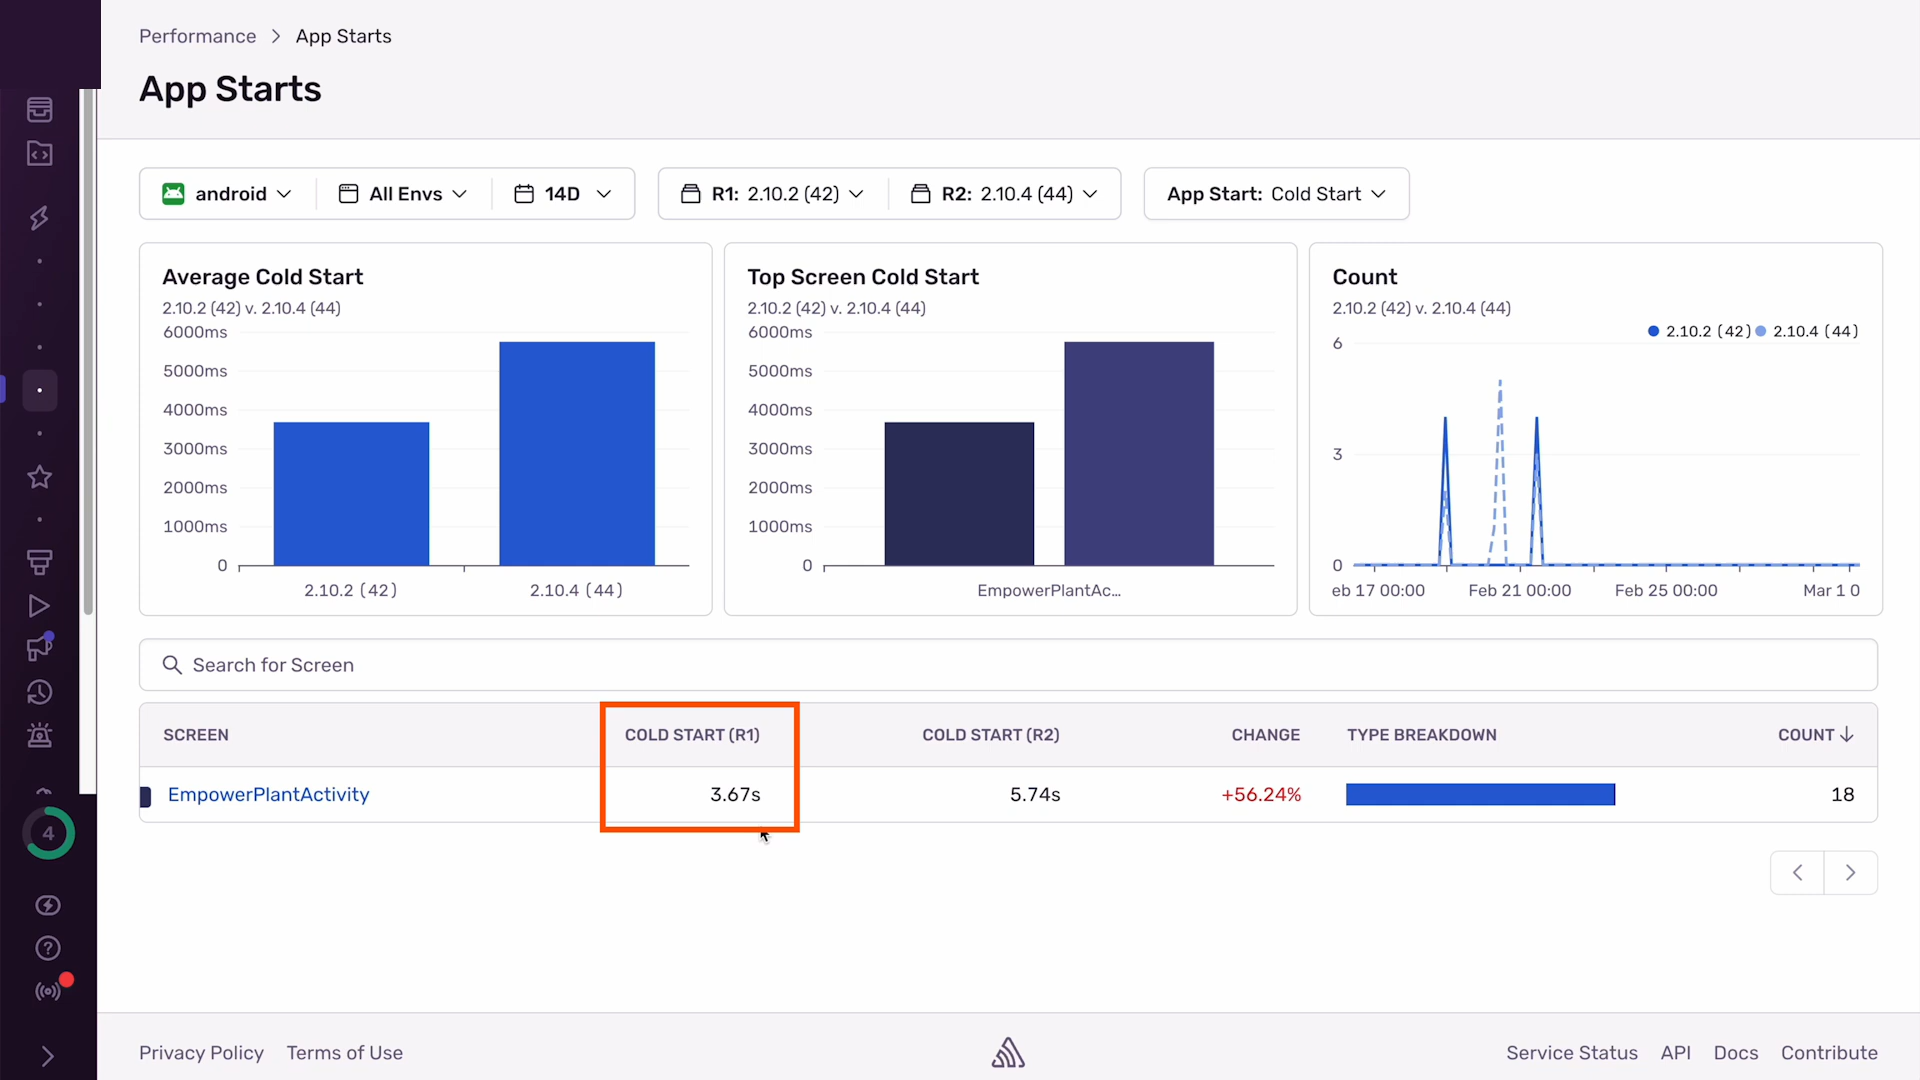 Performance > App Starts
App Starts
android
All Envs
14D
R1: 2.10.2 (42)
R2: 2.10.4 (44)
App Start: Cold Start
Average Cold Start
2.10.2 (42) v. 2.10.4 (44)
6000ms
5000ms
4000ms
3000ms
2000ms
1000ms
0
2.10.2 (42)
2.10.4 (44)
Top Screen Cold Start
2.10.2 (42) v. 2.10.4 (44)
6000ms
5000ms
4000ms
3000ms
2000ms
1000ms
0
EmpowerPlantAc...
Count
2.10.2 (42) v. 2.10.4 (44)
2.10.2 (42) 2.10.4 (44)
6
3
0
eb 17 00:00 Feb 21 00:00 Feb 25 00:00 Mar 1 0
Search for Screen
SCREEN COLD START (R1) COLD START (R2) CHANGE TYPE BREAKDOWN COUNT
EmpowerPlantActivity 3.67s 5.74s +56.24% 18
4
Privacy Policy Terms of Use Service Status API Docs Contribute